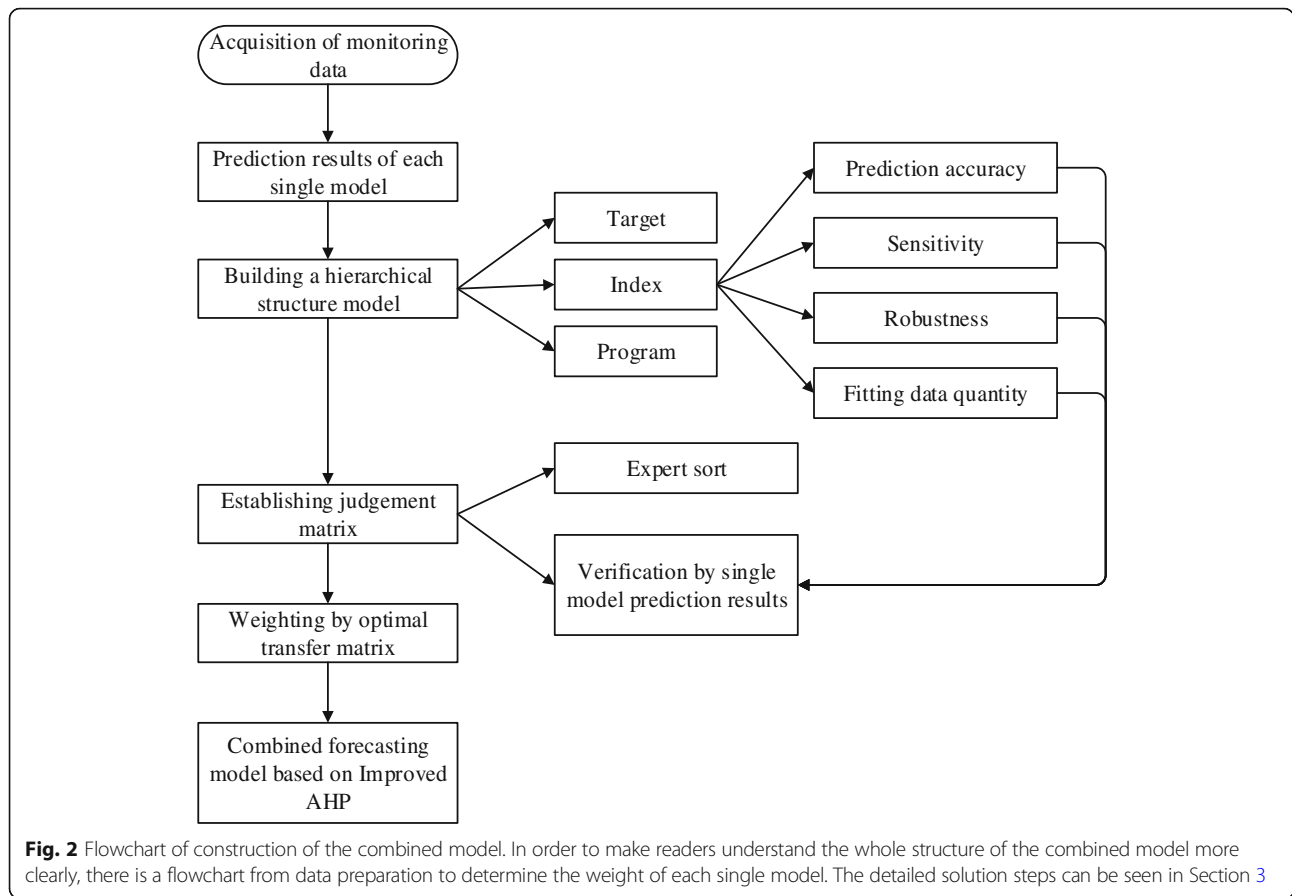 Acquisition of monitoring
data
Prediction results of each
single model
Building a hierarchical
structure model
Target
Index
Program
Prediction accuracy
Sensitivity
Robustness
Fitting data quantity
Establishing judgement
matrix
Expert sort
Verification by single
model prediction results
Weighting by optimal
transfer matrix
Combined forecasting
model based on Improved
AHP
Fig. 2 Flowchart of construction of the combined model. In order to make readers understand the whole structure of the combined model more
clearly, there is a flowchart from data preparation to determine the weight of each single model. The detailed solution steps can be seen in Section 3